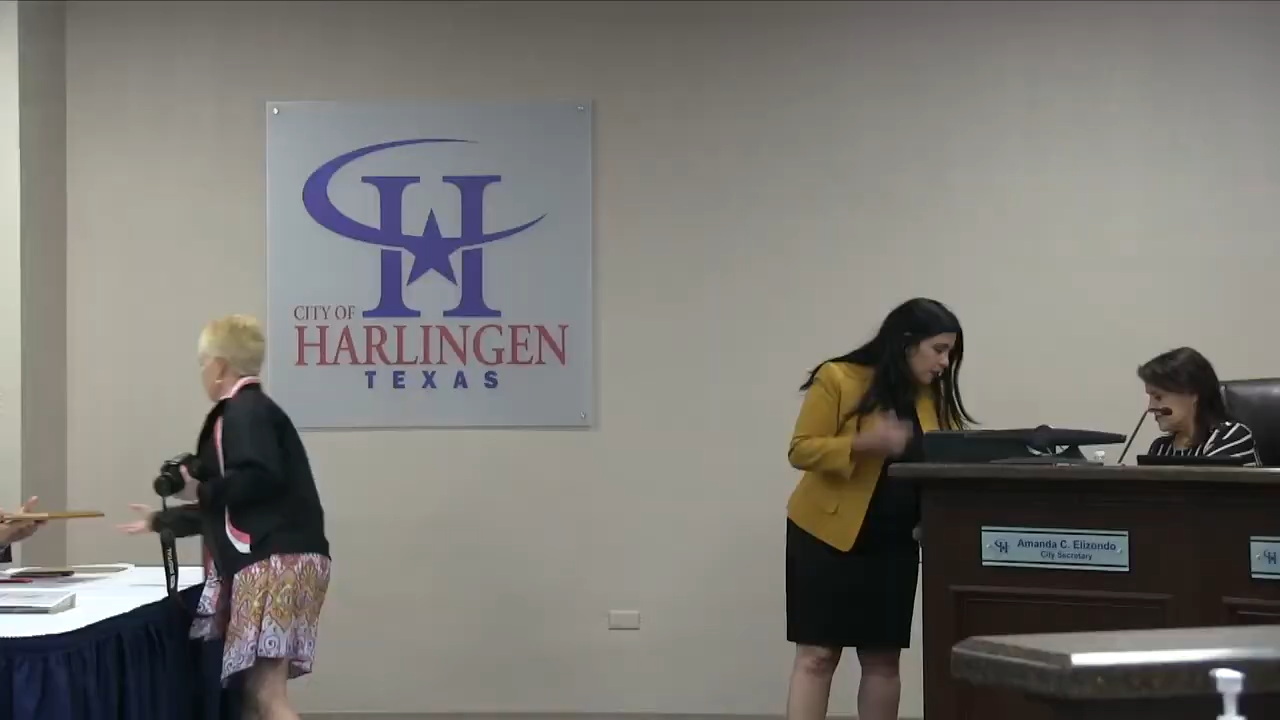 H
CITY OF
HARLINGEN
TEXAS
Amanda C. Elizondo
City Secretary